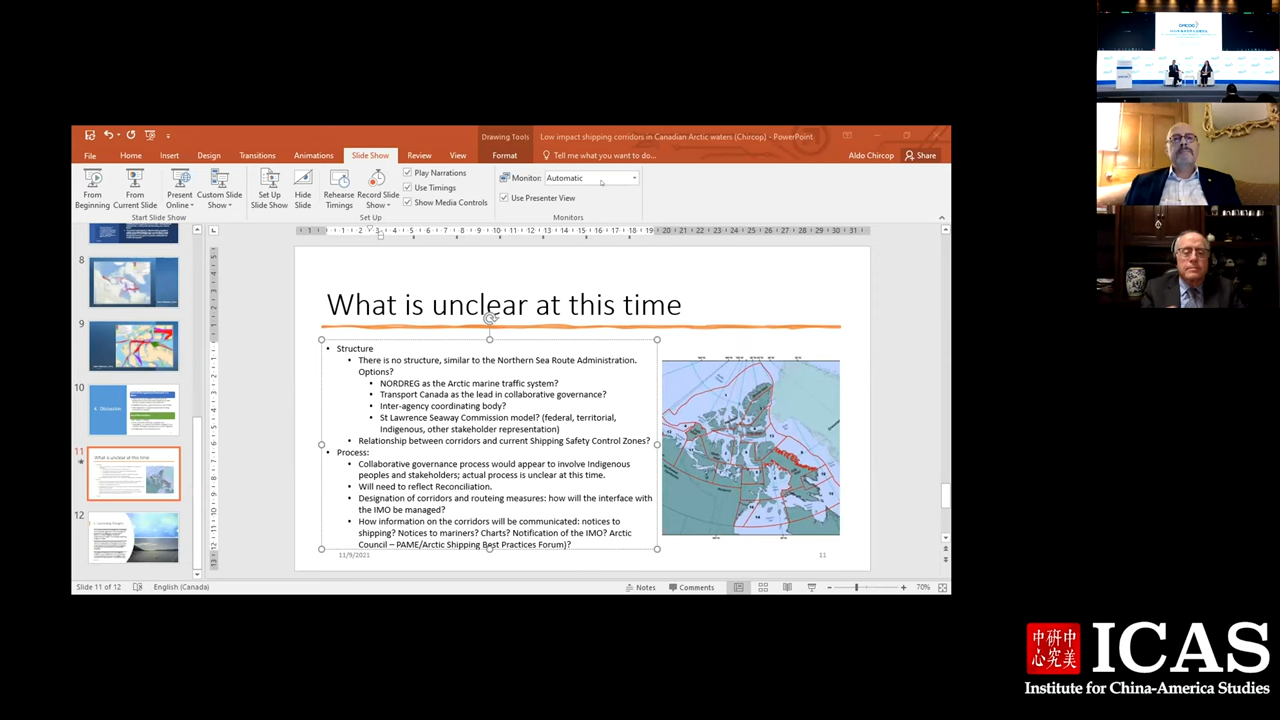 Drawing Tools
Low impact shipping corridors in Canadian Arctic waters (Chircop) - PowerPoint
File Home Insert Design Transitions Animations Slide Show Review View Format Tell me what you want to do... Aldo Chircop Share
From Beginning
From Current Slide
Present Online
Custom Slide Show
Start Slide Show
Set Up Slide Show
Hide Slide
Rehearse Timings
Record Slide Show
Play Narrations
Use Timings
Show Media Controls
Set Up
Monitor: Automatic
Use Presenter View
Monitors
8
9
10
11
12
What is unclear at this time
• Structure
• There is no structure, similar to the Northern Sea Route Administration.
Options?
• NORDREG as the Arctic marine traffic system?
• Transport Canada as the lead in collaborative governance?
• Inter-agency coordinating body?
• St Lawrence Seaway Commission model? (federal, territorial,
Indigenous, other stakeholder representation)
• Relationship between corridors and current Shipping Safety Control Zones?
• Process:
• Collaborative governance process would appear to involve Indigenous
peoples and stakeholders; actual process is unclear at this time.
• Will need to reflect Reconciliation.
• Designation of corridors and routeing measures: how will the interface with
the IMO be managed?
• How information on the corridors will be communicated: notices to
shipping? Notices to mariners? Charts? Notification of the IMO? Arctic
Council – PAME/Arctic Shipping Best Practices Forum)?
11/9/2021
11
Slide 11 of 12 English (Canada) Notes Comments 70%
中研中
心究美
ICAS
Institute for China-America Studies